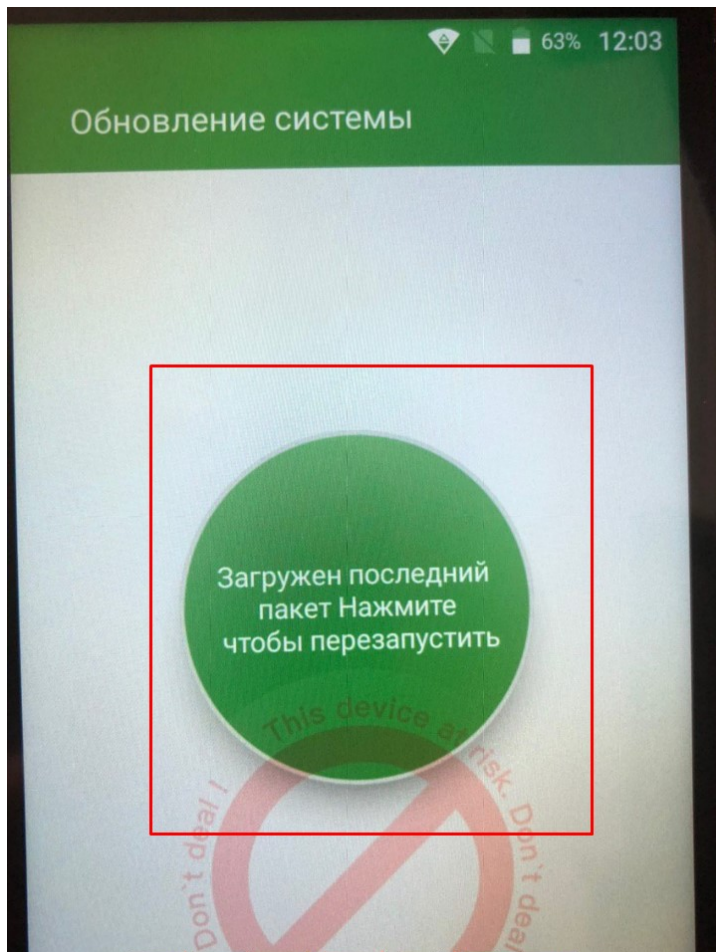 63% 12:03
Обновление системы
Загружен последний
пакет Нажмите
чтобы перезапустить
This device at risk. Don`t deal
Don`t deal !